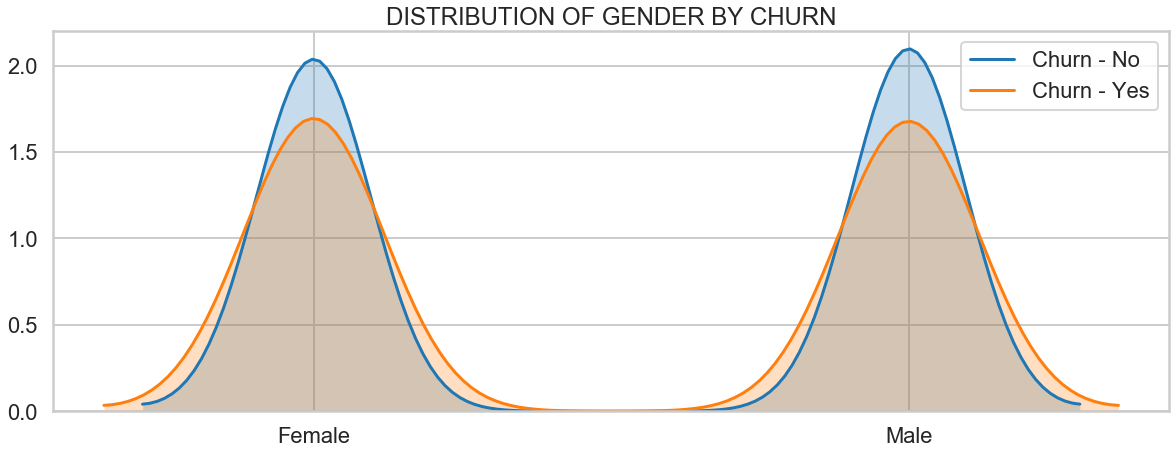 DISTRIBUTION OF GENDER BY CHURN
Churn - No
Churn - Yes
2.0
1.5
1.0
0.5
0.0
Female Male